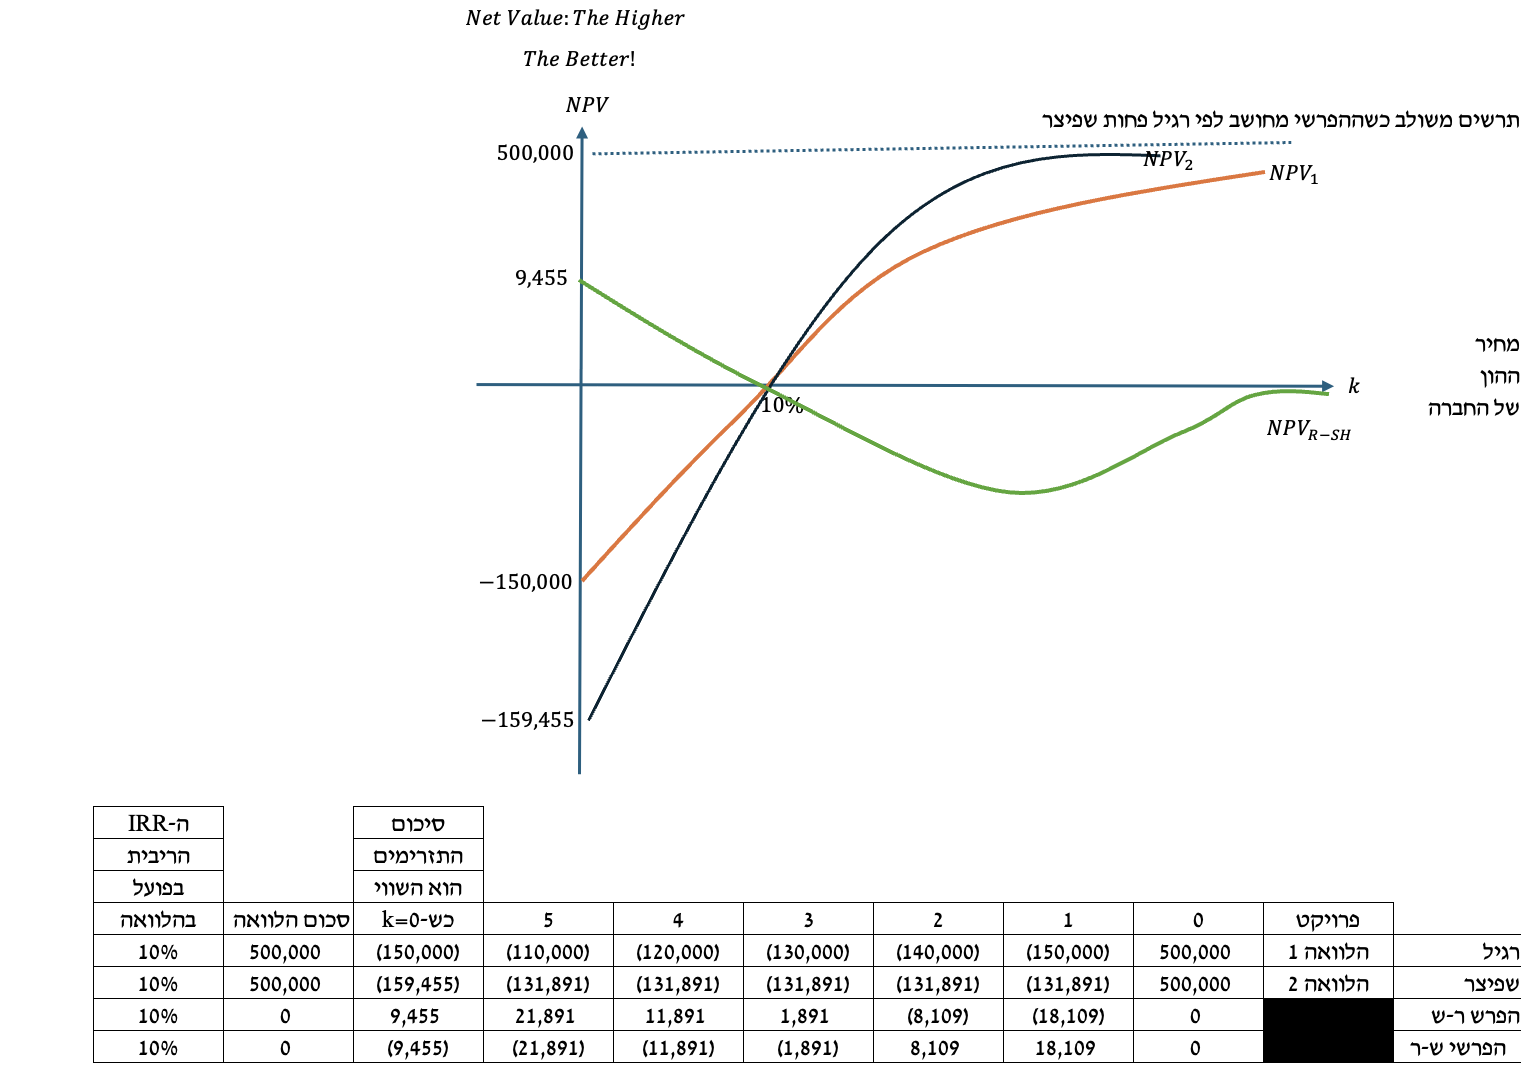 Net Value: The Higher
The Better!
NPV
תרשים משולב כשההפרשי מחושב לפי רגיל פחות שפיצר
500,000
NPV₂
NPV₁
9,455
מחיר
ההון
של החברה
k
10%
NPV_{R−SH}
−150,000
−159,455
סיכום ה-IRR
התזרימים הריבית
הוא השווי בפועל
פרויקט 0 1 2 3 4 5 כש-k=0 סכום הלוואה בהלוואה
רגיל הלוואה 1 500,000 (150,000) (140,000) (130,000) (120,000) (110,000) (150,000) 500,000 10%
שפיצר הלוואה 2 500,000 (131,891) (131,891) (131,891) (131,891) (131,891) (159,455) 500,000 10%
הפרש ר-ש 0 (18,109) (8,109) 1,891 11,891 21,891 9,455 0 10%
הפרשי ש-ר 0 18,109 8,109 (1,891) (11,891) (21,891) (9,455) 0 10%